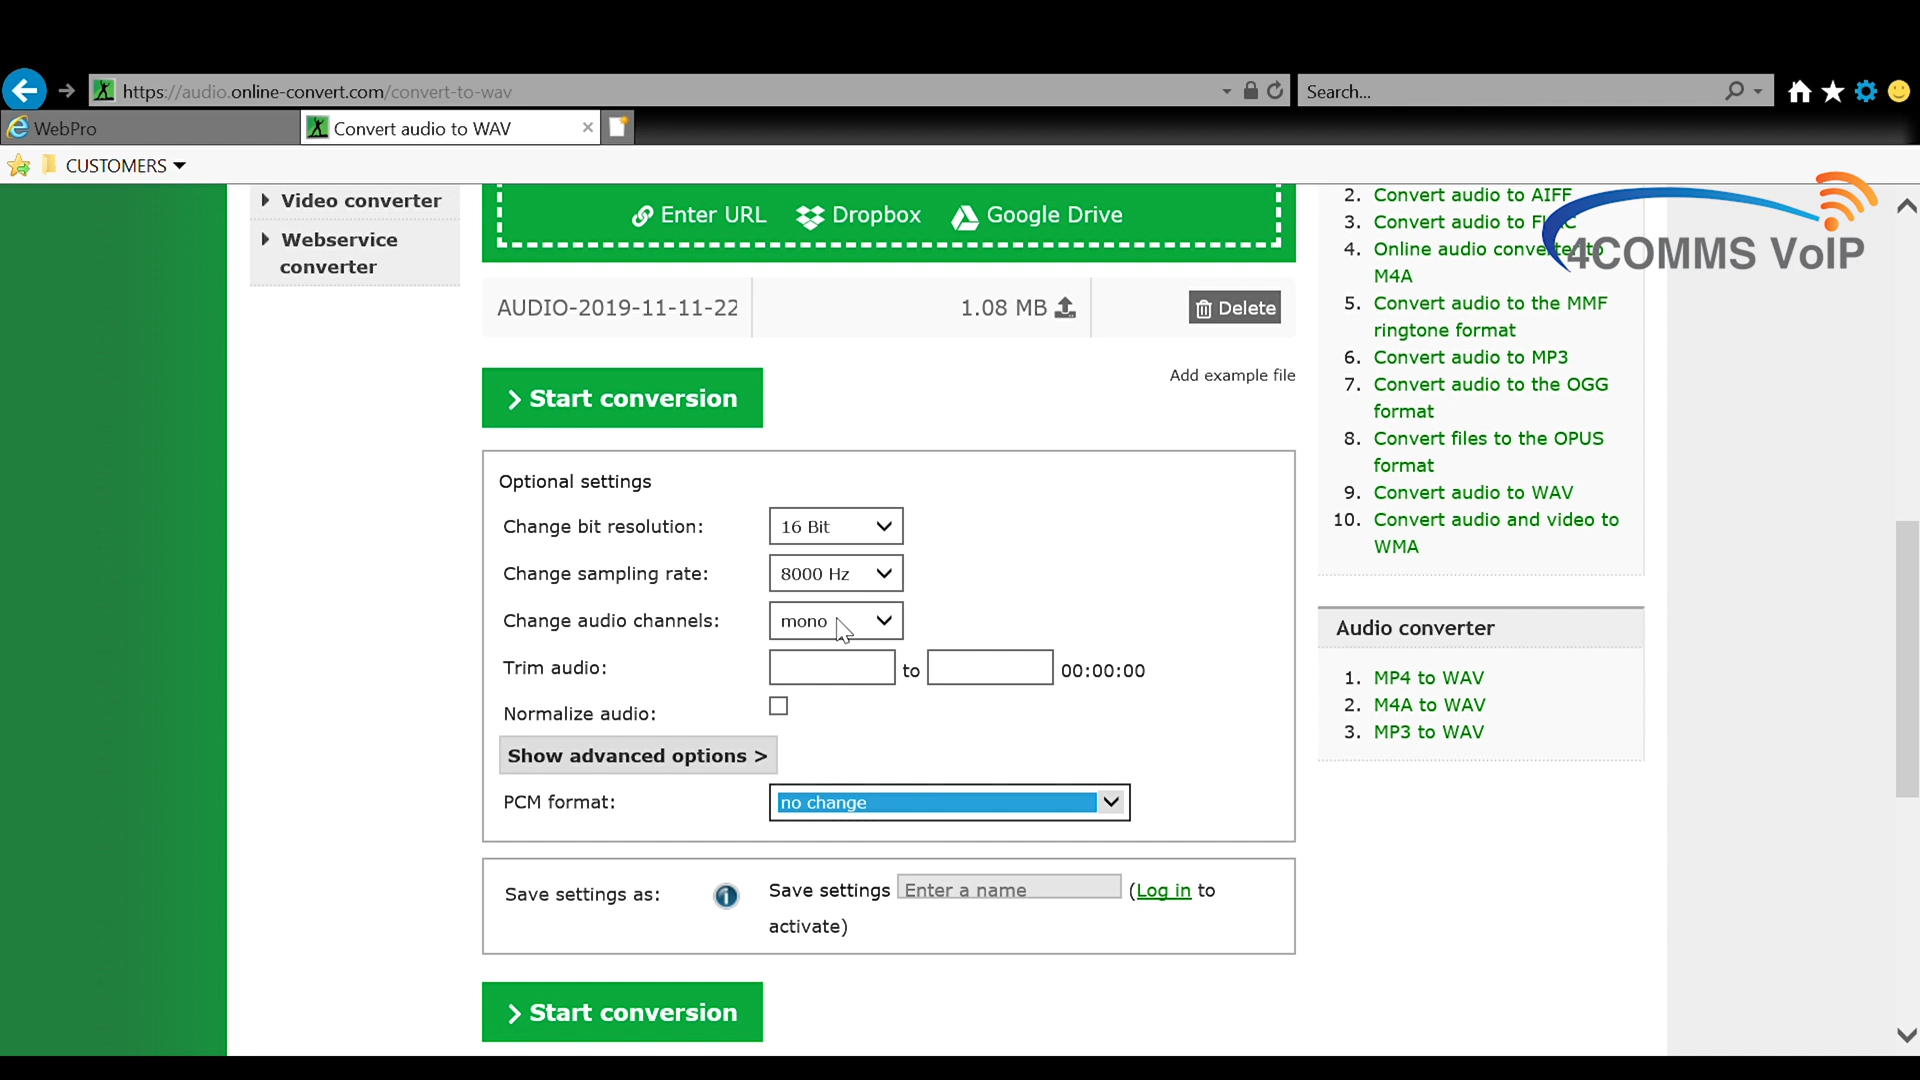 https://audio.online-convert.com/convert-to-wav
Search...
WebPro
Convert audio to WAV
CUSTOMERS
Video converter
Webservice
converter
Enter URL
Dropbox
Google Drive
AUDIO-2019-11-11-22
1.08 MB
Delete
Start conversion
Add example file
Optional settings
Change bit resolution:
16 Bit
Change sampling rate:
8000 Hz
Change audio channels:
mono
Trim audio:
to
00:00:00
Normalize audio:
Show advanced options >
PCM format:
no change
Save settings as:
Save settings
Enter a name
(Log in to
activate)
Start conversion
4COMMS VoIP
2. Convert audio to AIFF
3. Convert audio to
4. Online audio converter to
M4A
5. Convert audio to the MMF
ringtone format
6. Convert audio to MP3
7. Convert audio to the OGG
format
8. Convert files to the OPUS
format
9. Convert audio to WAV
10. Convert audio and video to
WMA
Audio converter
1. MP4 to WAV
2. M4A to WAV
3. MP3 to WAV